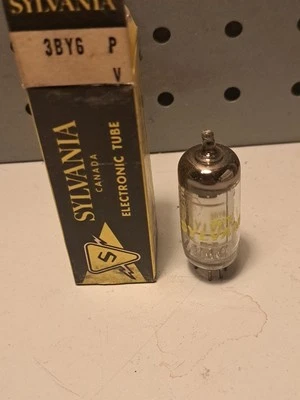 SYLVANIA
3BY6 P
V
SYLVANIA
CANADA
ELECTRONIC TUBE
S
SYLVANIA